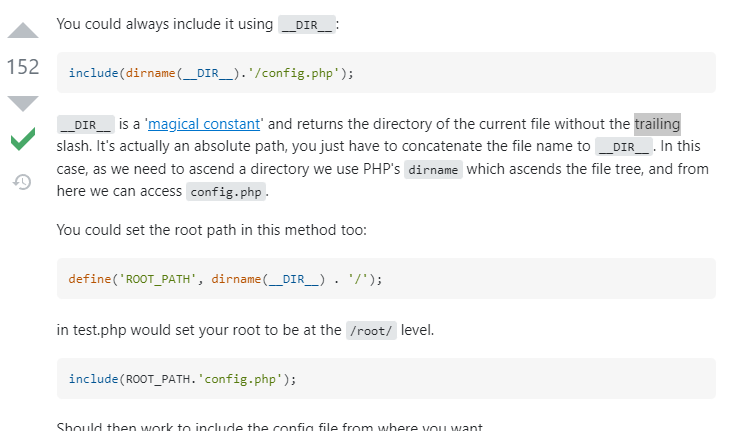 You could always include it using __DIR__:
152
include(dirname(__DIR__).'/config.php');
__DIR__ is a 'magical constant' and returns the directory of the current file without the trailing
slash. It's actually an absolute path, you just have to concatenate the file name to __DIR__. In this
case, as we need to ascend a directory we use PHP's dirname which ascends the file tree, and from
here we can access config.php.
You could set the root path in this method too:
define('ROOT_PATH', dirname(__DIR__) . '/');
in test.php would set your root to be at the /root/ level.
include(ROOT_PATH.'config.php');
Should then work to include the config file from where you want.